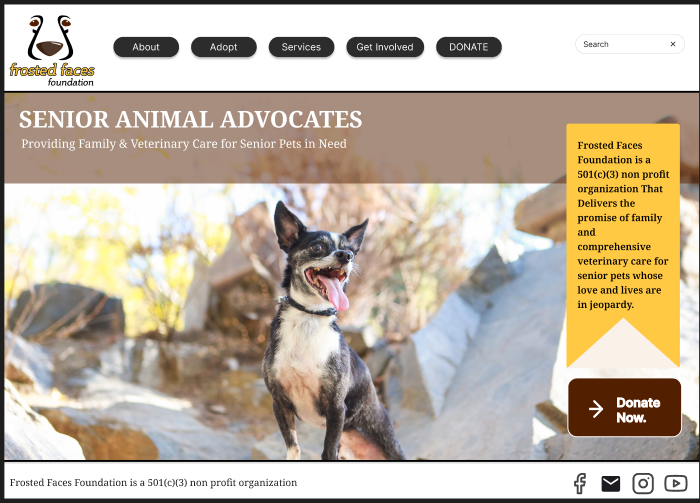 frosted faces
foundation
About
Adopt
Services
Get Involved
DONATE
Search
SENIOR ANIMAL ADVOCATES
Providing Family & Veterinary Care for Senior Pets in Need
Frosted Faces
Foundation is a
501(c)(3) non profit
organization That
Delivers the
promise of family
and
comprehensive
veterinary care for
senior pets whose
love and lives are
in jeopardy.
Donate
Now.
Frosted Faces Foundation is a 501(c)(3) non profit organization